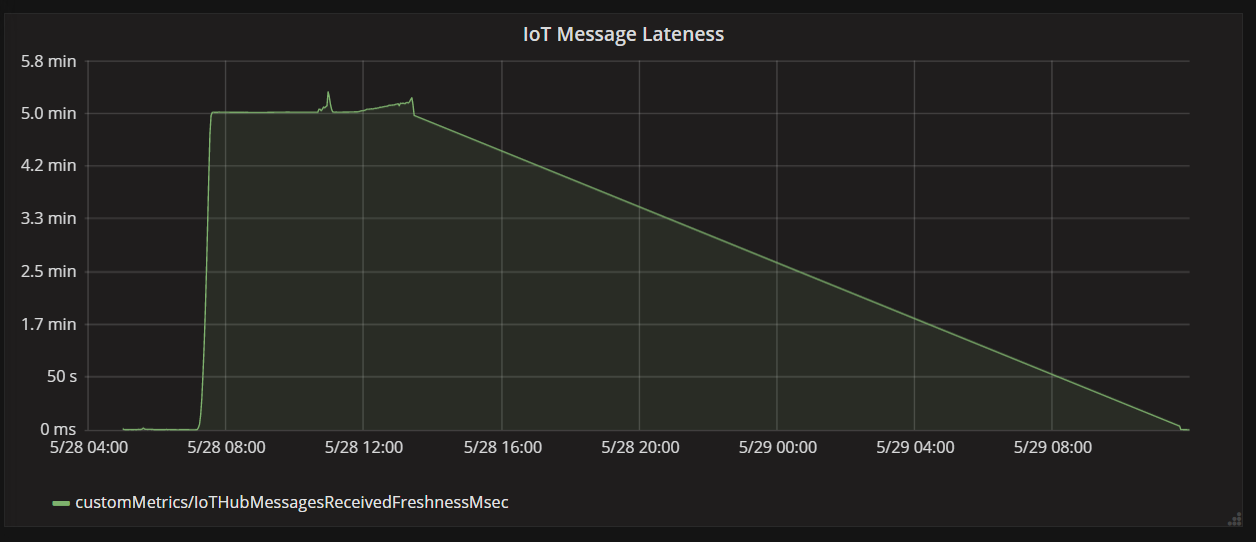 IoT Message Lateness
5.8 min
5.0 min
4.2 min
3.3 min
2.5 min
1.7 min
50 s
0 ms
5/28 04:00 5/28 08:00 5/28 12:00 5/28 16:00 5/28 20:00 5/29 00:00 5/29 04:00 5/29 08:00
customMetrics/IoTHubMessagesReceivedFreshnessMsec